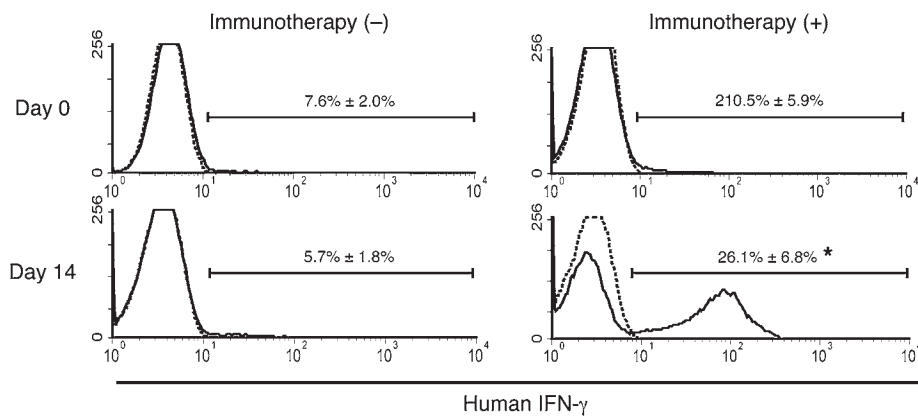 Immunotherapy (–) Immunotherapy (+)
Day 0
256
0
7.6% ± 2.0%
10^0 10^1 10^2 10^3 10^4
256
0
210.5% ± 5.9%
10^0 10^1 10^2 10^3 10^4
Day 14
256
0
5.7% ± 1.8%
10^0 10^1 10^2 10^3 10^4
256
0
26.1% ± 6.8% *
10^0 10^1 10^2 10^3 10^4
Human IFN-γ